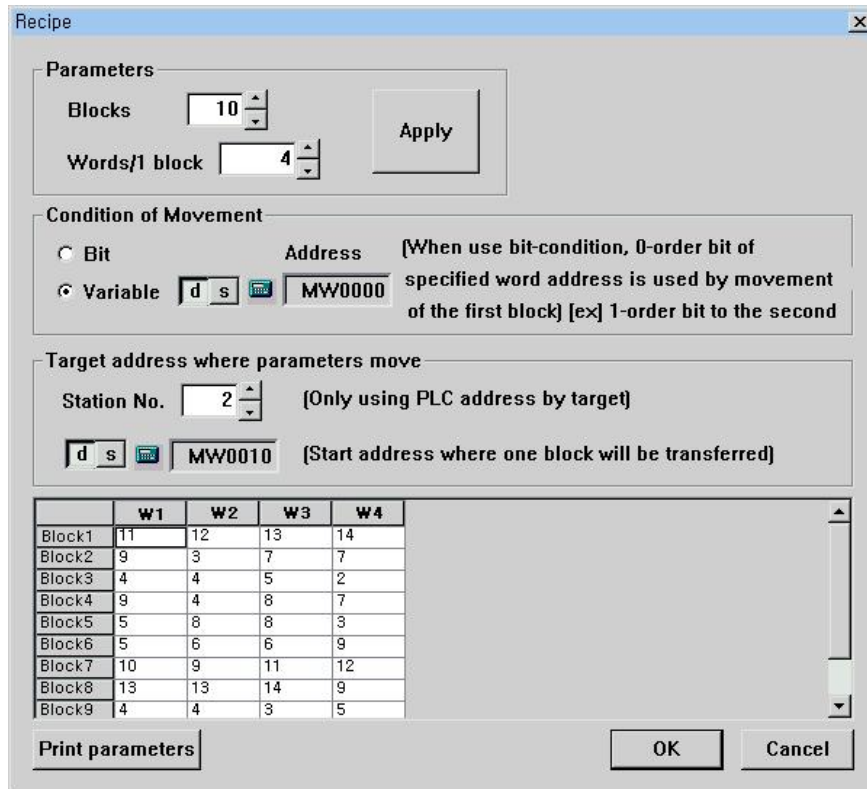 Recipe
Parameters
Blocks 10
Words/1 block 4
Apply
Condition of Movement
Bit
Address
(When use bit-condition, 0-order bit of
Variable d s MW0000
specified word address is used by movement
of the first block) [ex] 1-order bit to the second
Target address where parameters move
Station No. 2 (Only using PLC address by target)
d s MW0010 (Start address where one block will be transferred)
W1 W2 W3 W4
Block1 11 12 13 14
Block2 9 3 7 7
Block3 4 4 5 2
Block4 9 4 8 7
Block5 5 8 8 3
Block6 5 6 6 9
Block7 10 9 11 12
Block8 13 13 14 9
Block9 4 4 3 5
Print parameters OK Cancel